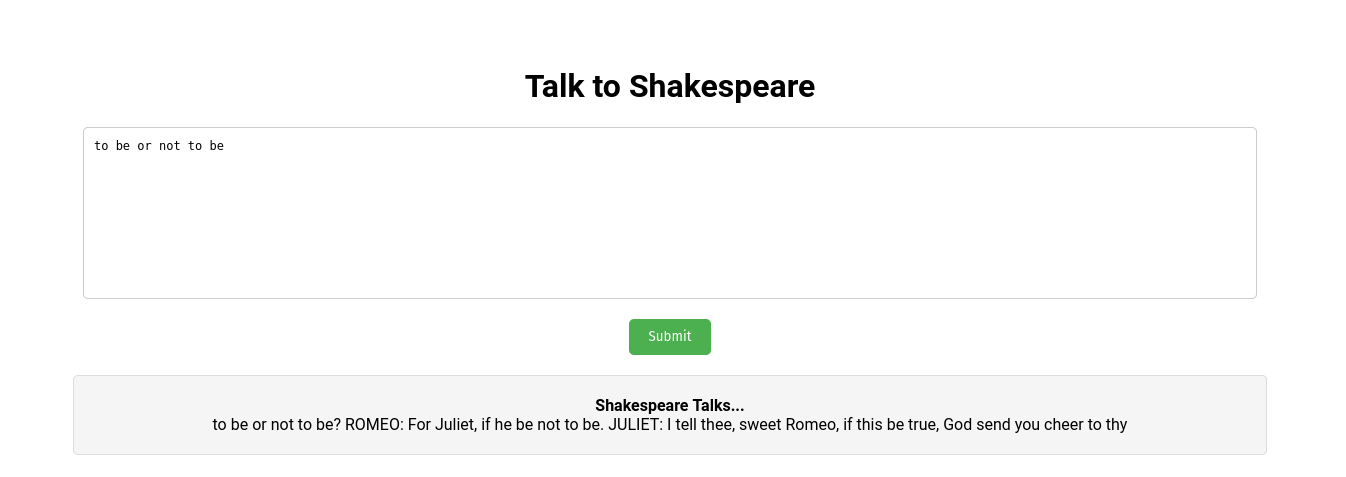 Talk to Shakespeare
to be or not to be
Submit
Shakespeare Talks...
to be or not to be? ROMEO: For Juliet, if he be not to be. JULIET: I tell thee, sweet Romeo, if this be true, God send you cheer to thy